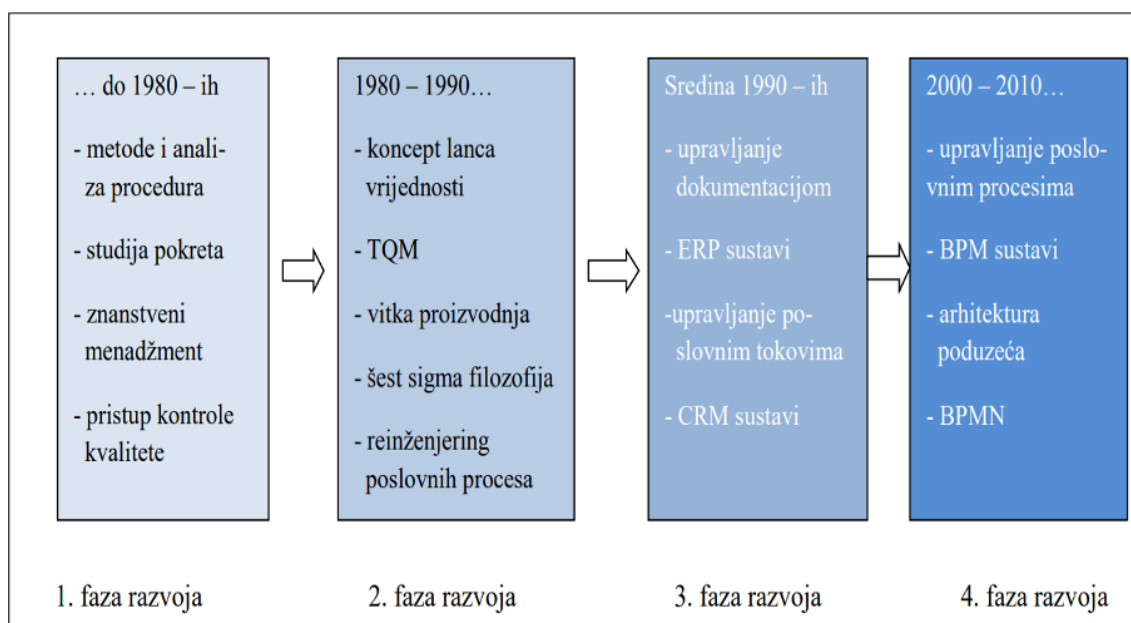 … do 1980 – ih
- metode i anali-
za procedura
- studija pokreta
- znanstveni
menadžment
- pristup kontrole
kvalitete
1980 – 1990…
- koncept lanca
vrijednosti
- TQM
- vitka proizvodnja
- šest sigma filozofija
- reinženjering
poslovnih procesa
Sredina 1990 – ih
- upravljanje
dokumentacijom
- ERP sustavi
-upravljanje po-
slovnim tokovima
- CRM sustavi
2000 – 2010…
- upravljanje poslo-
vnim procesima
- BPM sustavi
- arhitektura
poduzeća
- BPMN
1. faza razvoja
2. faza razvoja
3. faza razvoja
4. faza razvoja